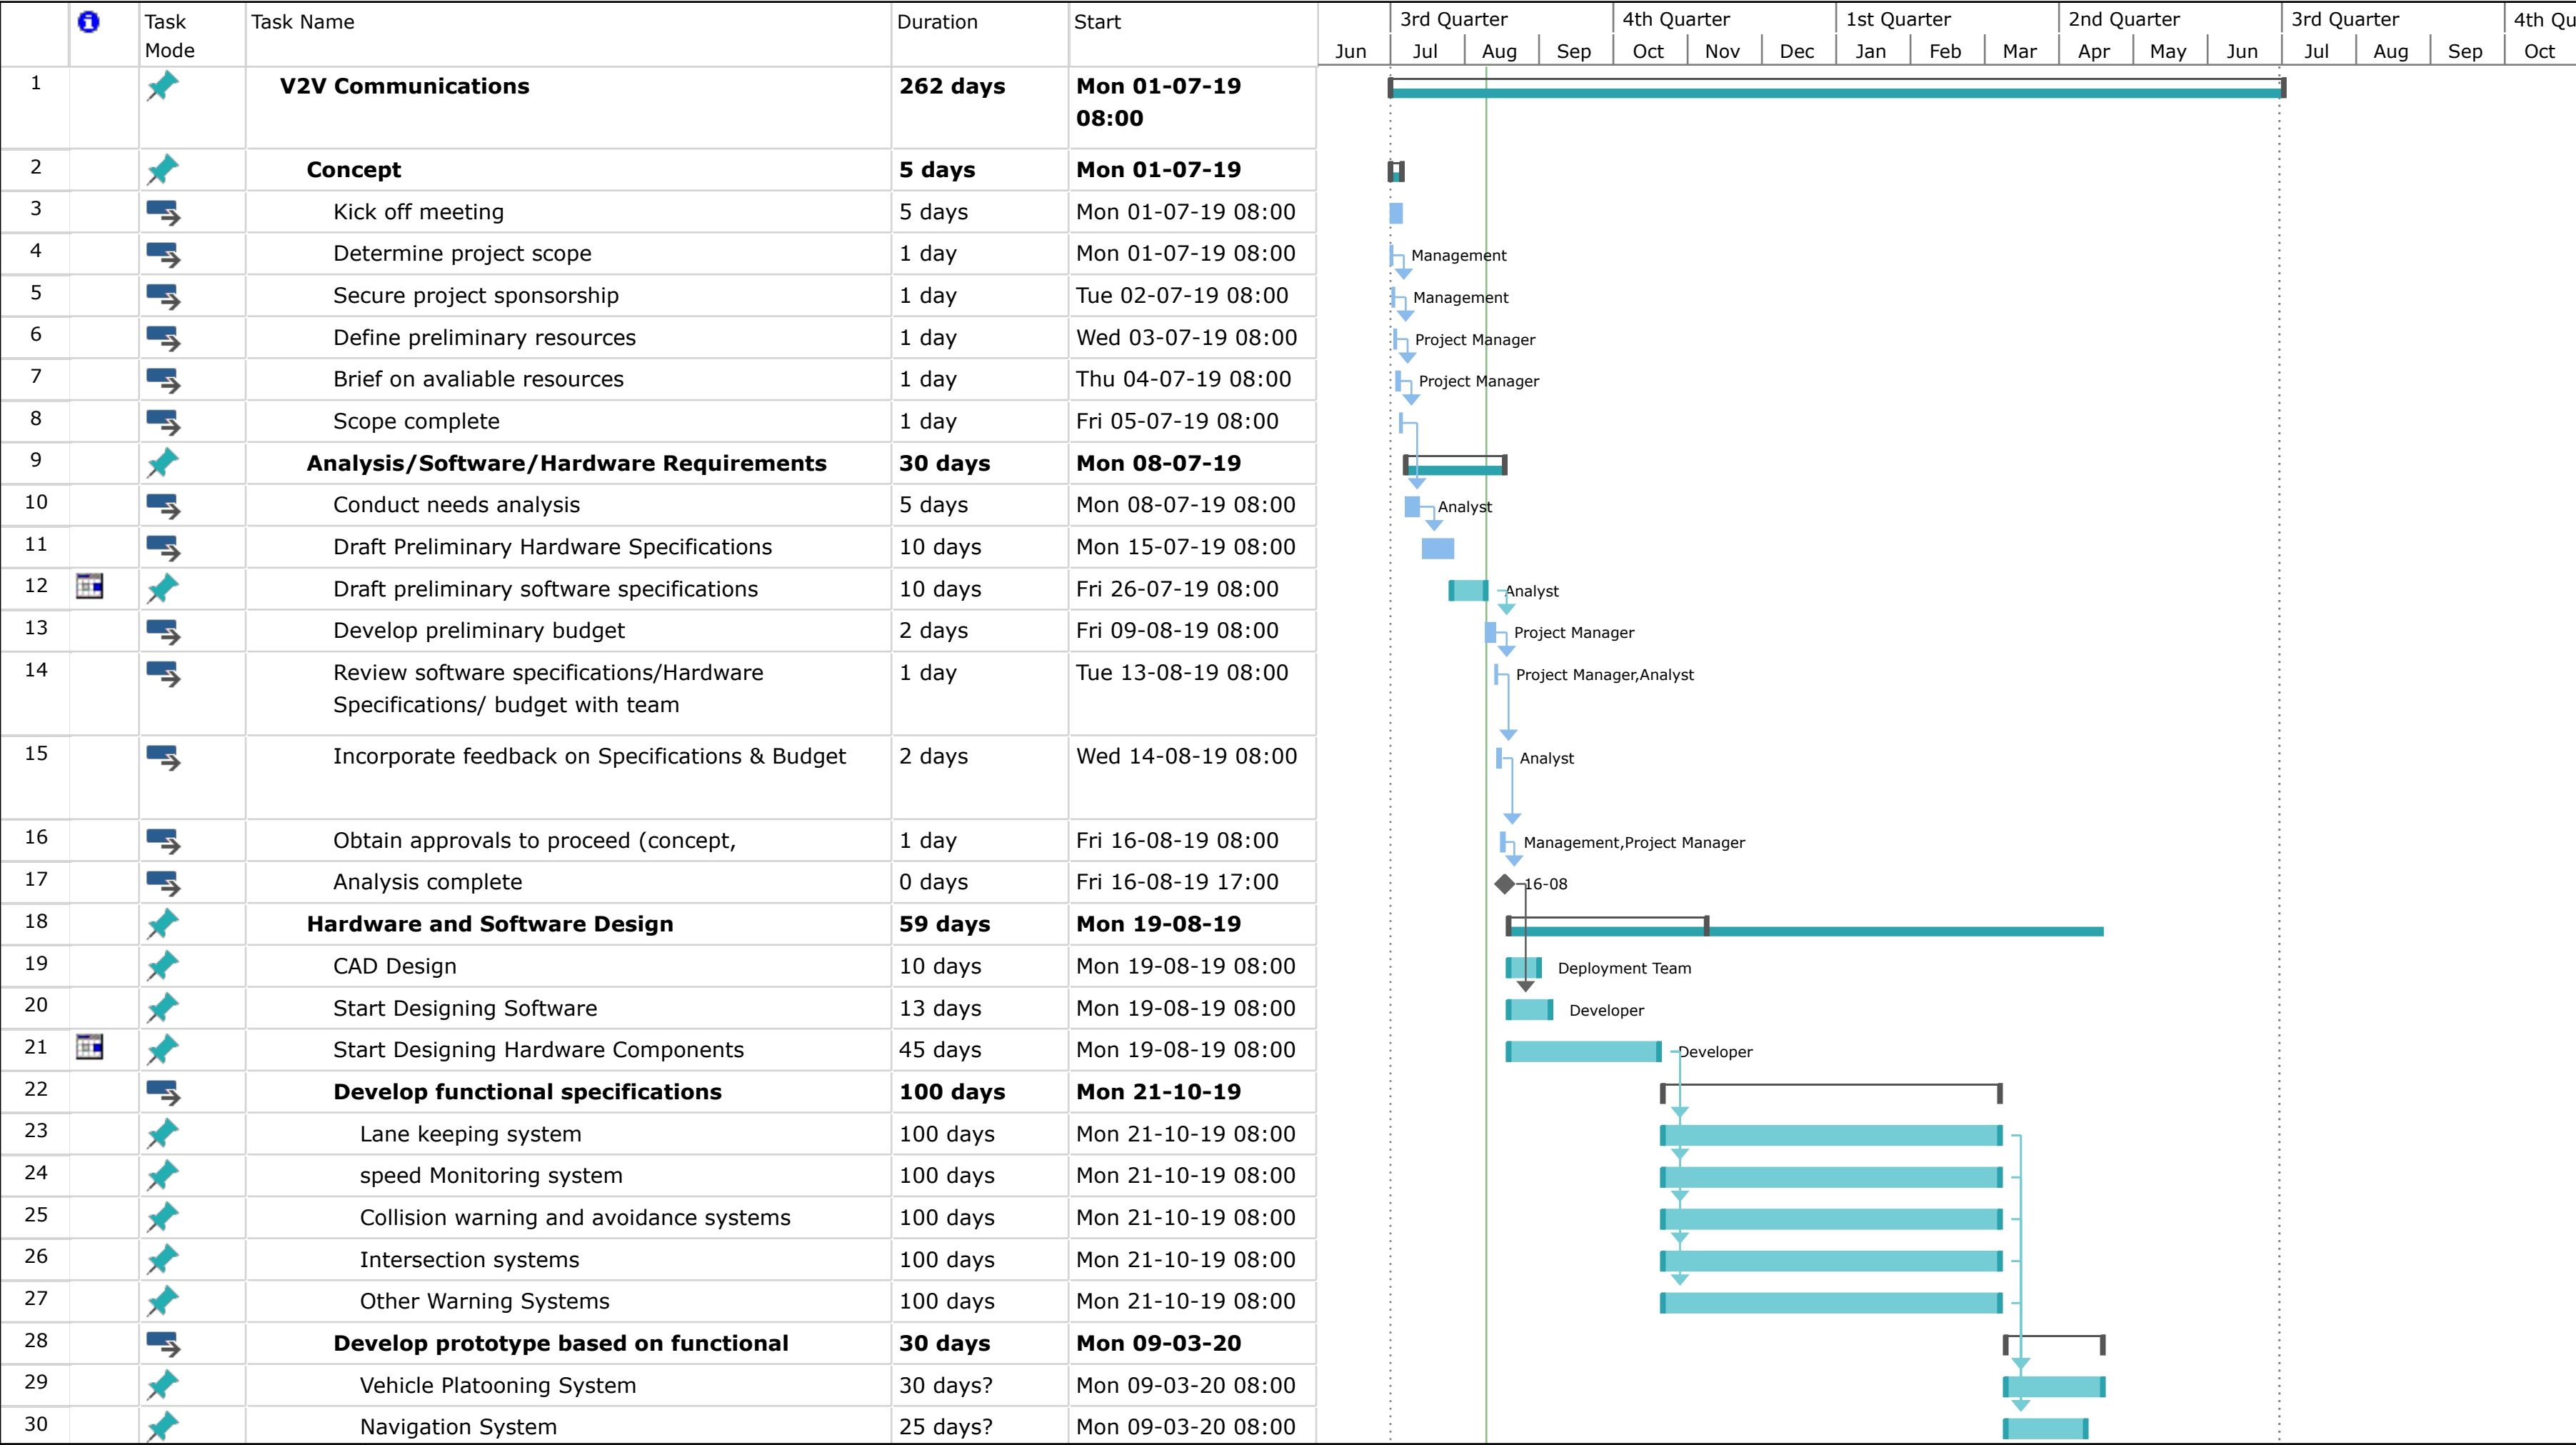 Task Mode Task Name Duration Start
3rd Quarter 4th Quarter 1st Quarter 2nd Quarter 3rd Quarter 4th Qu
Jun Jul Aug Sep Oct Nov Dec Jan Feb Mar Apr May Jun Jul Aug Sep Oct
1 V2V Communications 262 days Mon 01-07-19 08:00
2 Concept 5 days Mon 01-07-19
3 Kick off meeting 5 days Mon 01-07-19 08:00
4 Determine project scope 1 day Mon 01-07-19 08:00 Management
5 Secure project sponsorship 1 day Tue 02-07-19 08:00 Management
6 Define preliminary resources 1 day Wed 03-07-19 08:00 Project Manager
7 Brief on avaliable resources 1 day Thu 04-07-19 08:00 Project Manager
8 Scope complete 1 day Fri 05-07-19 08:00
9 Analysis/Software/Hardware Requirements 30 days Mon 08-07-19
10 Conduct needs analysis 5 days Mon 08-07-19 08:00 Analyst
11 Draft Preliminary Hardware Specifications 10 days Mon 15-07-19 08:00
12 Draft preliminary software specifications 10 days Fri 26-07-19 08:00 Analyst
13 Develop preliminary budget 2 days Fri 09-08-19 08:00 Project Manager
14 Review software specifications/Hardware 1 day Tue 13-08-19 08:00 Project Manager,Analyst
Specifications/ budget with team
15 Incorporate feedback on Specifications & Budget 2 days Wed 14-08-19 08:00 Analyst
16 Obtain approvals to proceed (concept, 1 day Fri 16-08-19 08:00 Management,Project Manager
17 Analysis complete 0 days Fri 16-08-19 17:00 16-08
18 Hardware and Software Design 59 days Mon 19-08-19
19 CAD Design 10 days Mon 19-08-19 08:00 Deployment Team
20 Start Designing Software 13 days Mon 19-08-19 08:00 Developer
21 Start Designing Hardware Components 45 days Mon 19-08-19 08:00 Developer
22 Develop functional specifications 100 days Mon 21-10-19
23 Lane keeping system 100 days Mon 21-10-19 08:00
24 speed Monitoring system 100 days Mon 21-10-19 08:00
25 Collision warning and avoidance systems 100 days Mon 21-10-19 08:00
26 Intersection systems 100 days Mon 21-10-19 08:00
27 Other Warning Systems 100 days Mon 21-10-19 08:00
28 Develop prototype based on functional 30 days Mon 09-03-20
29 Vehicle Platooning System 30 days? Mon 09-03-20 08:00
30 Navigation System 25 days? Mon 09-03-20 08:00